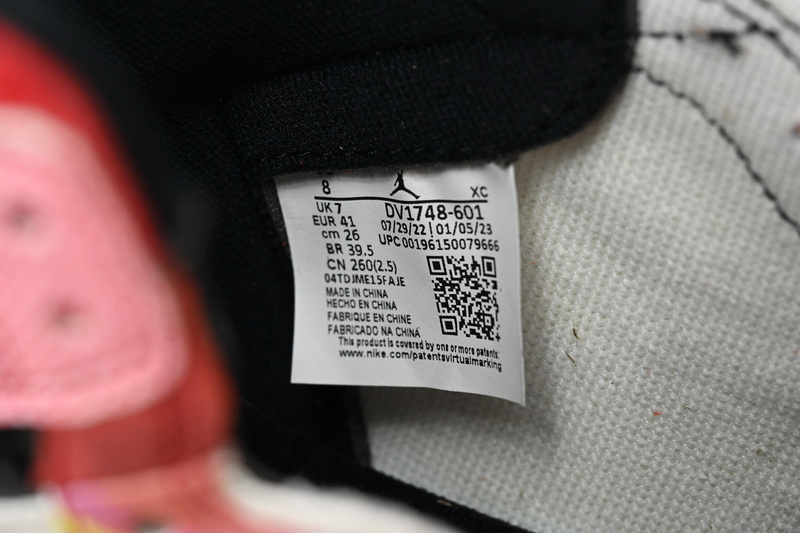 8
XC
UK 7
DV1748-601
EUR 41
07/29/22 | 01/05/23
cm 26
UPC 00196150079666
BR 39.5
CN 260(2.5)
04TDJME15FAJE
MADE IN CHINA
HECHO EN CHINA
FABRIQUE EN CHINE
FABRICADO NA CHINA
This product is covered by one or more patents:
www.nike.com/patentsvirtualmarking